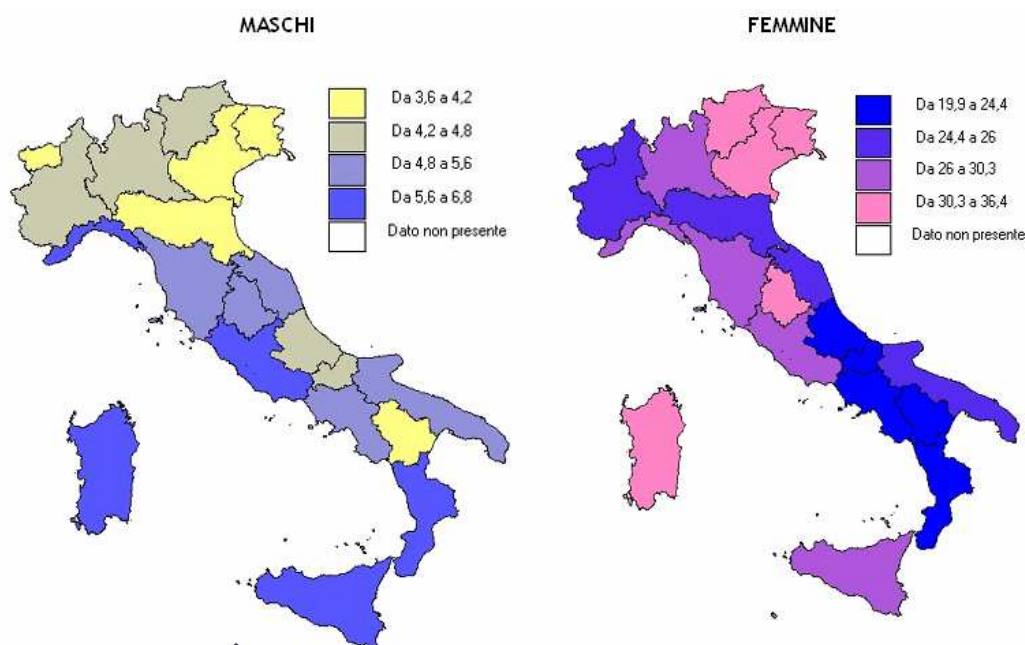 MASCHI
Da 3,6 a 4,2
Da 4,2 a 4,8
Da 4,8 a 5,6
Da 5,6 a 6,8
Dato non presente
FEMMINE
Da 19,9 a 24,4
Da 24,4 a 26
Da 26 a 30,3
Da 30,3 a 36,4
Dato non presente